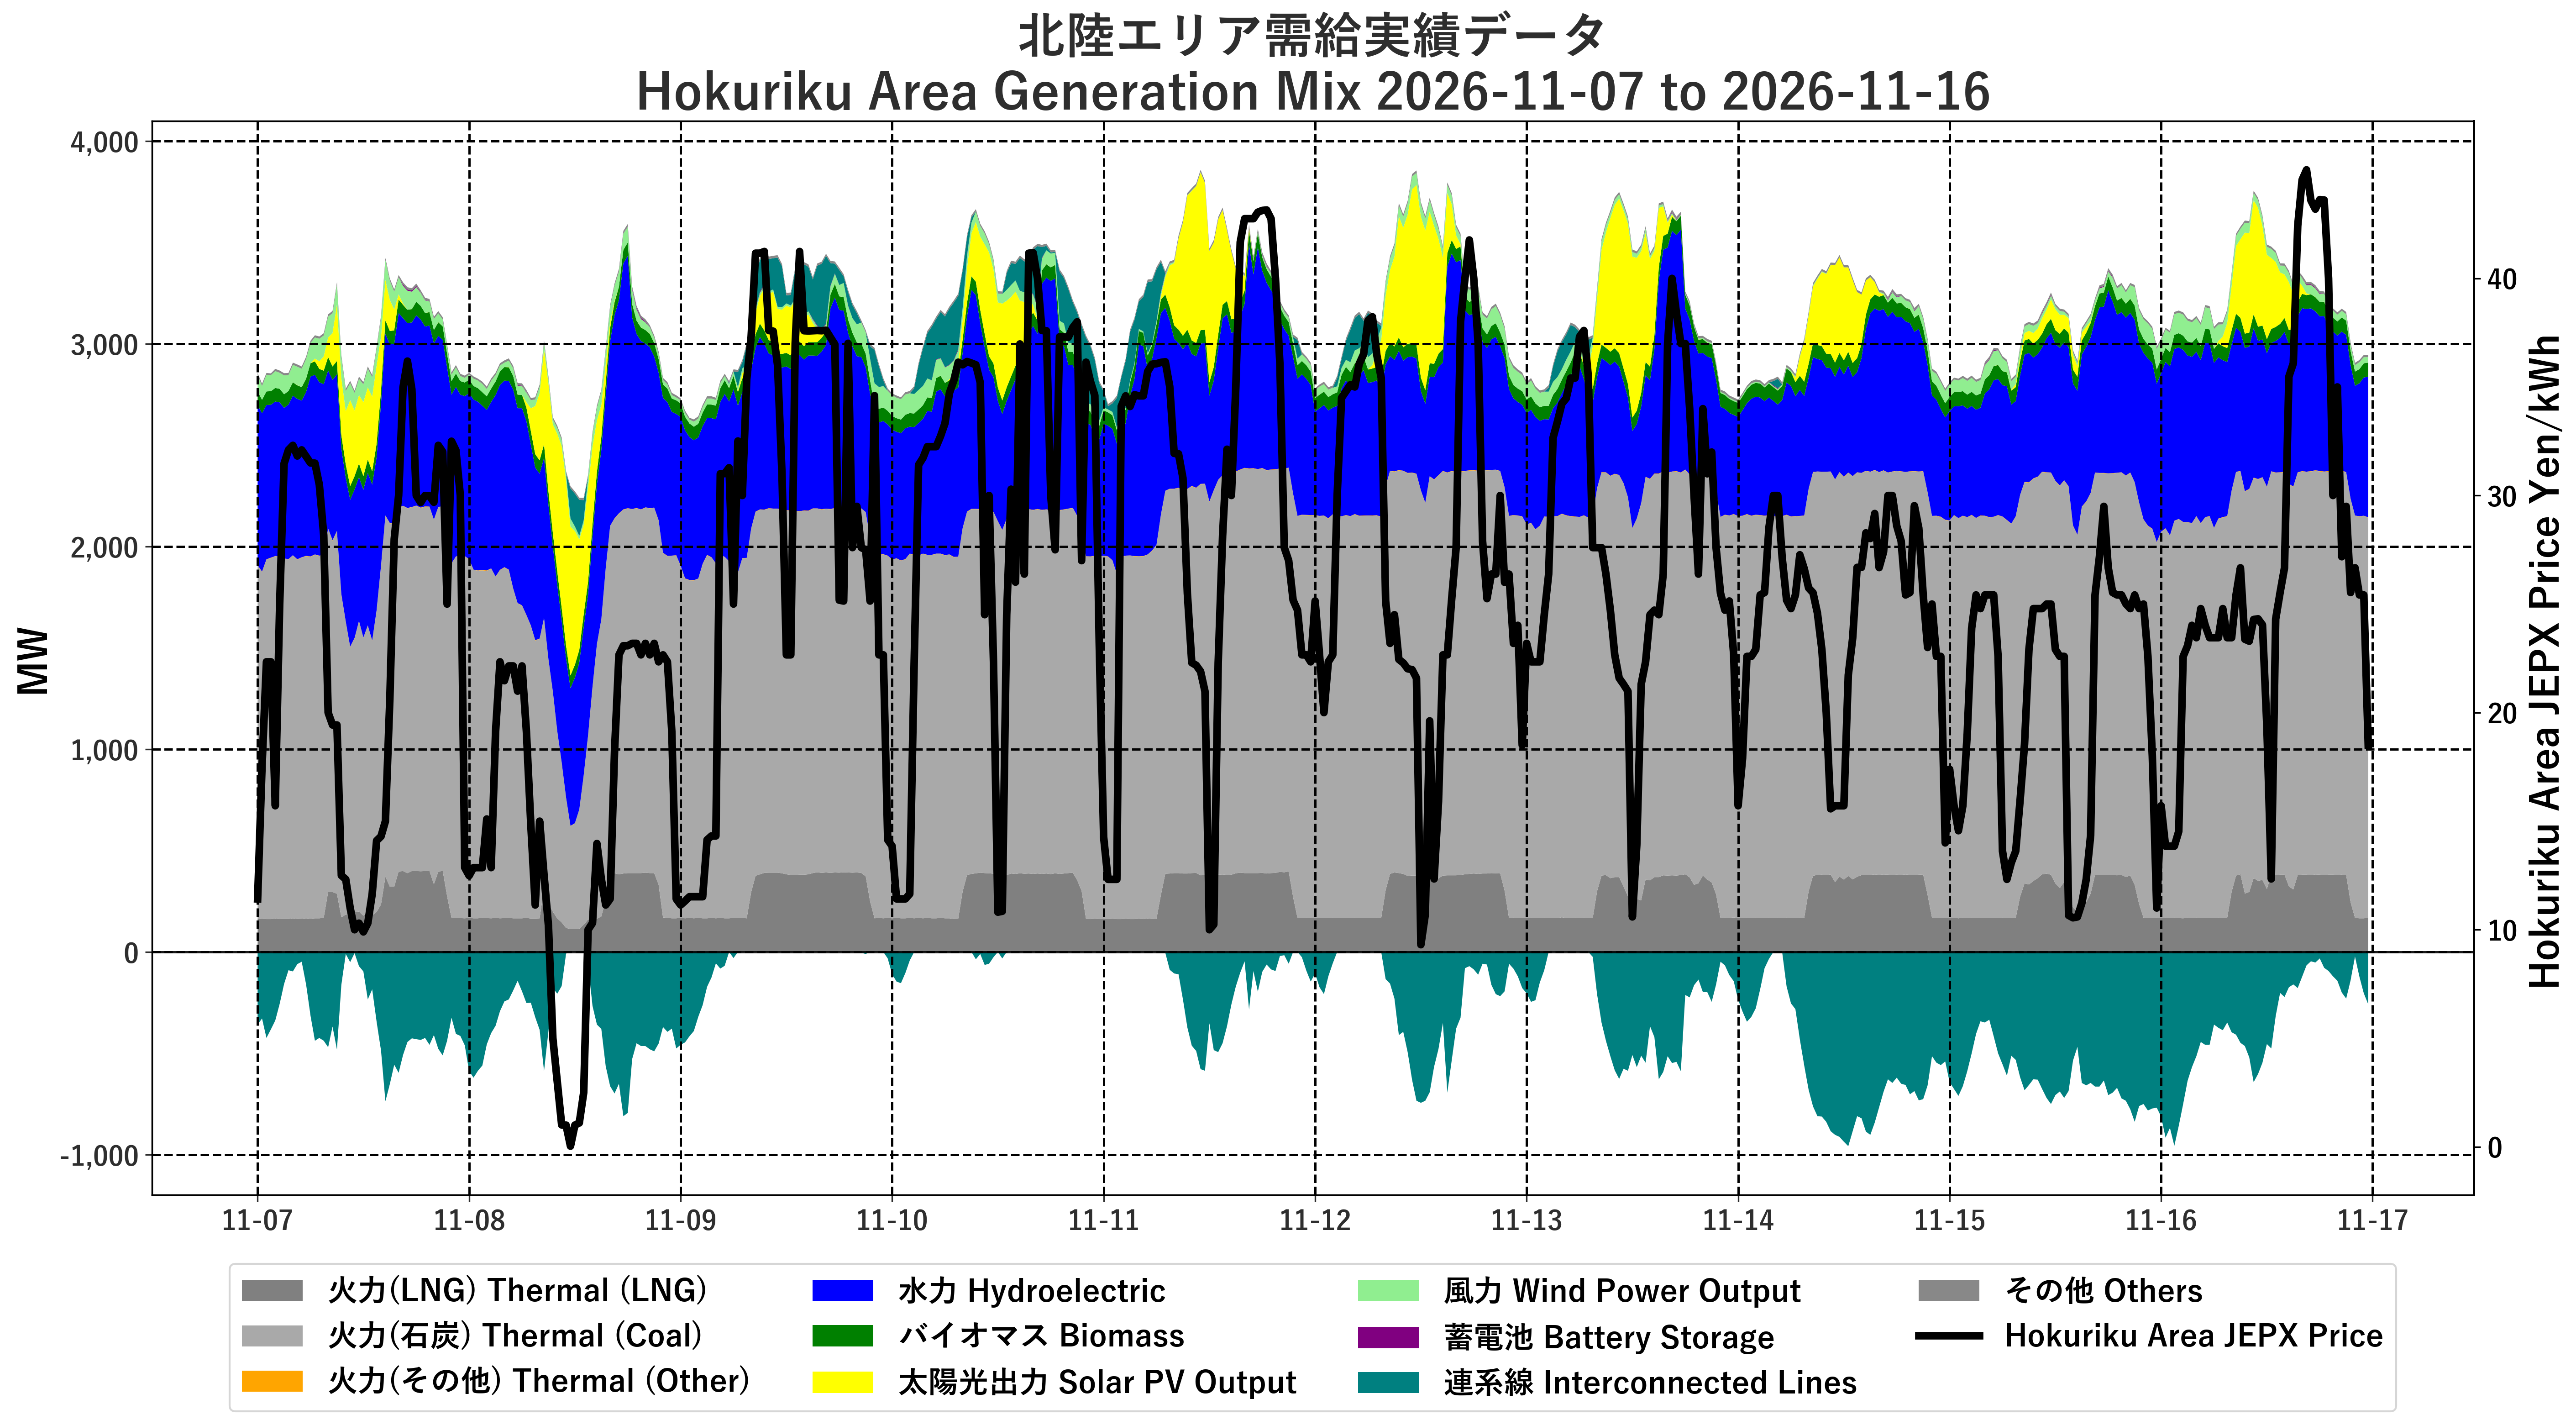 北陸エリア需給実績データ
Hokuriku Area Generation Mix 2026-11-07 to 2026-11-16
MW
4,000
3,000
2,000
1,000
0
-1,000
40
30
20
10
0
Hokuriku Area JEPX Price Yen/kWh
11-07
11-08
11-09
11-10
11-11
11-12
11-13
11-14
11-15
11-16
11-17
火力(LNG) Thermal (LNG)
火力(石炭) Thermal (Coal)
火力(その他) Thermal (Other)
水力 Hydroelectric
バイオマス Biomass
太陽光出力 Solar PV Output
風力 Wind Power Output
蓄電池 Battery Storage
連系線 Interconnected Lines
その他 Others
Hokuriku Area JEPX Price